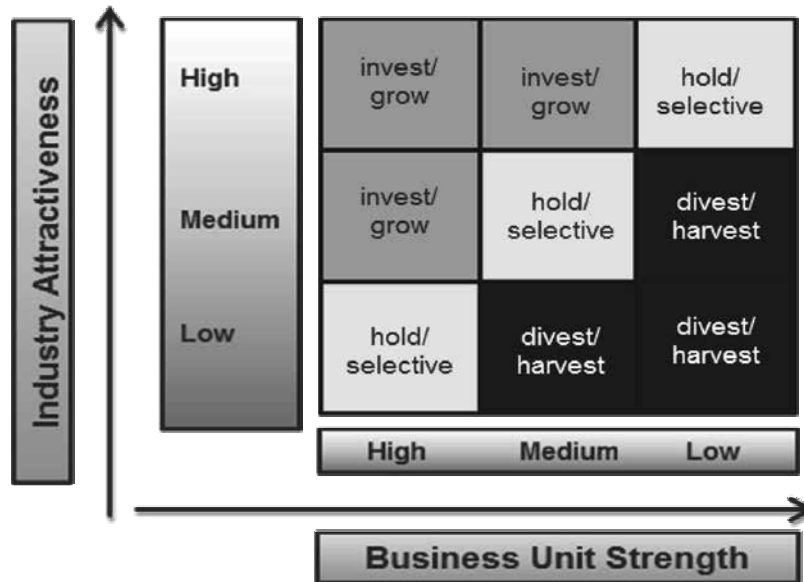 Industry Attractiveness
High
Medium
Low
invest/
grow
invest/
grow
hold/
selective
invest/
grow
hold/
selective
divest/
harvest
hold/
selective
divest/
harvest
divest/
harvest
High Medium Low
Business Unit Strength